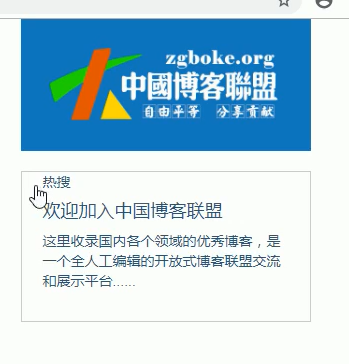 zgboke.org
中國博客聯盟
自由平等 分享貢献
热搜
欢迎加入中国博客联盟
这里收录国内各个领域的优秀博客，是
一个全人工编辑的开放式博客联盟交流
和展示平台......